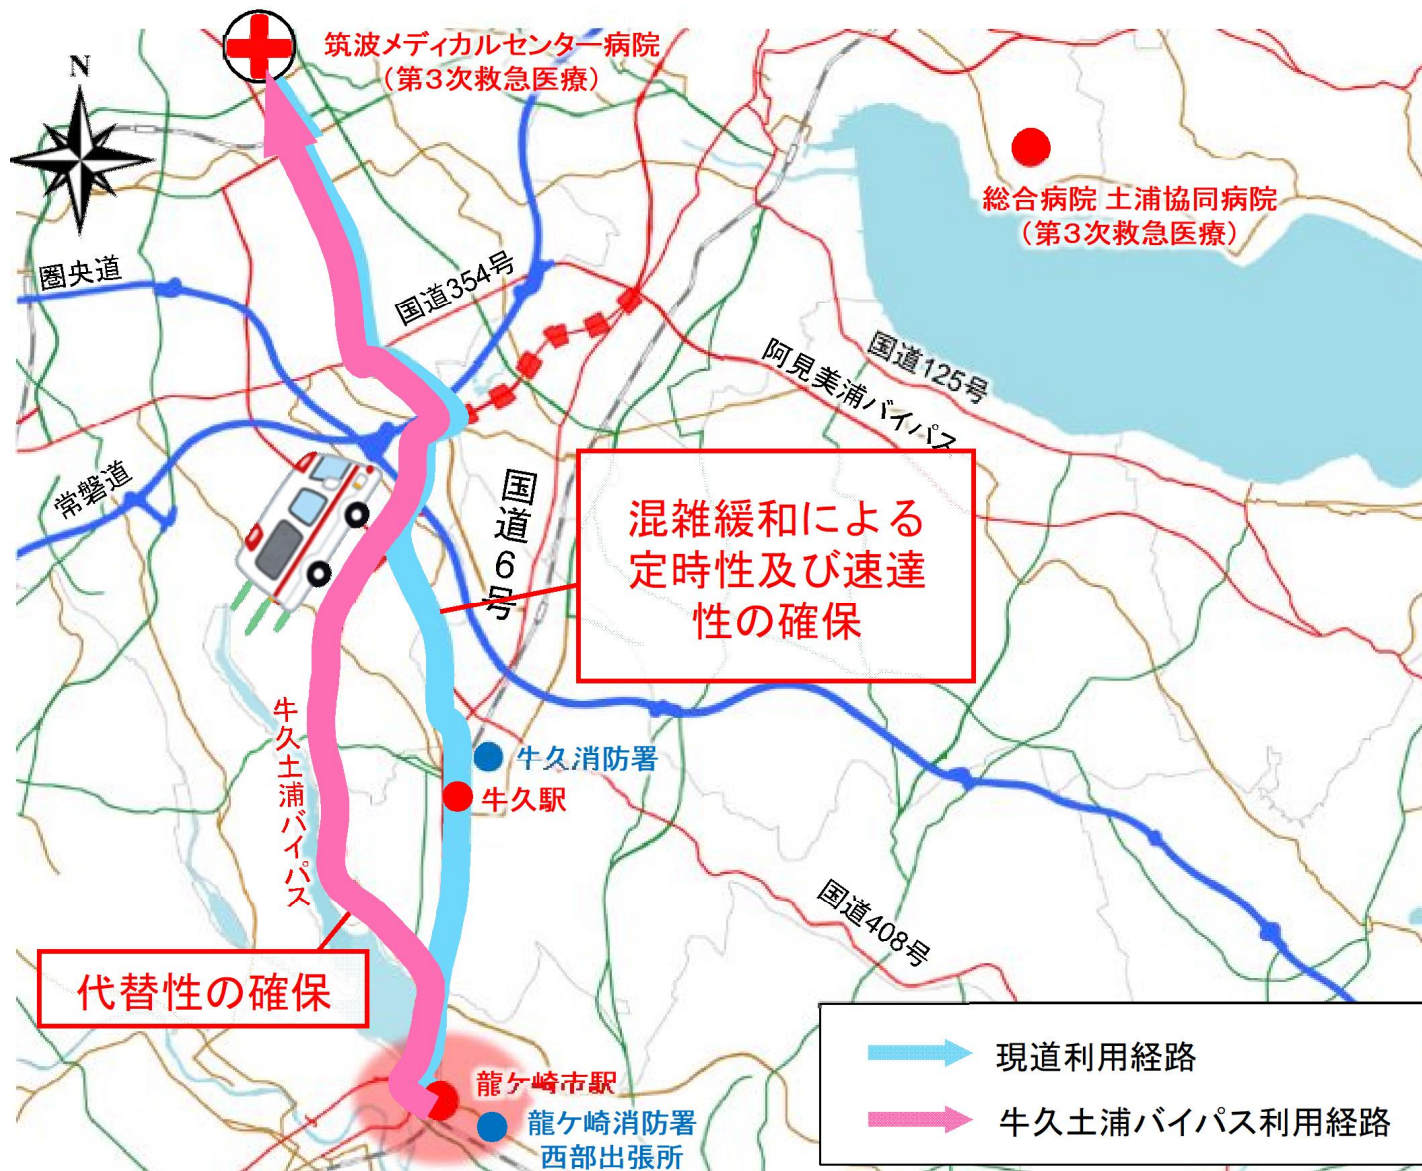 筑波メディカルセンター病院
（第3次救急医療）
N
総合病院 土浦協同病院
（第3次救急医療）
圏央道
国道354号
国道125号
阿見美浦バイパス
常磐道
国道6号
混雑緩和による
定時性及び速達
性の確保
牛久土浦バイパス
牛久消防署
牛久駅
国道408号
代替性の確保
龍ケ崎市駅
龍ケ崎消防署
西部出張所
現道利用経路
牛久土浦バイパス利用経路